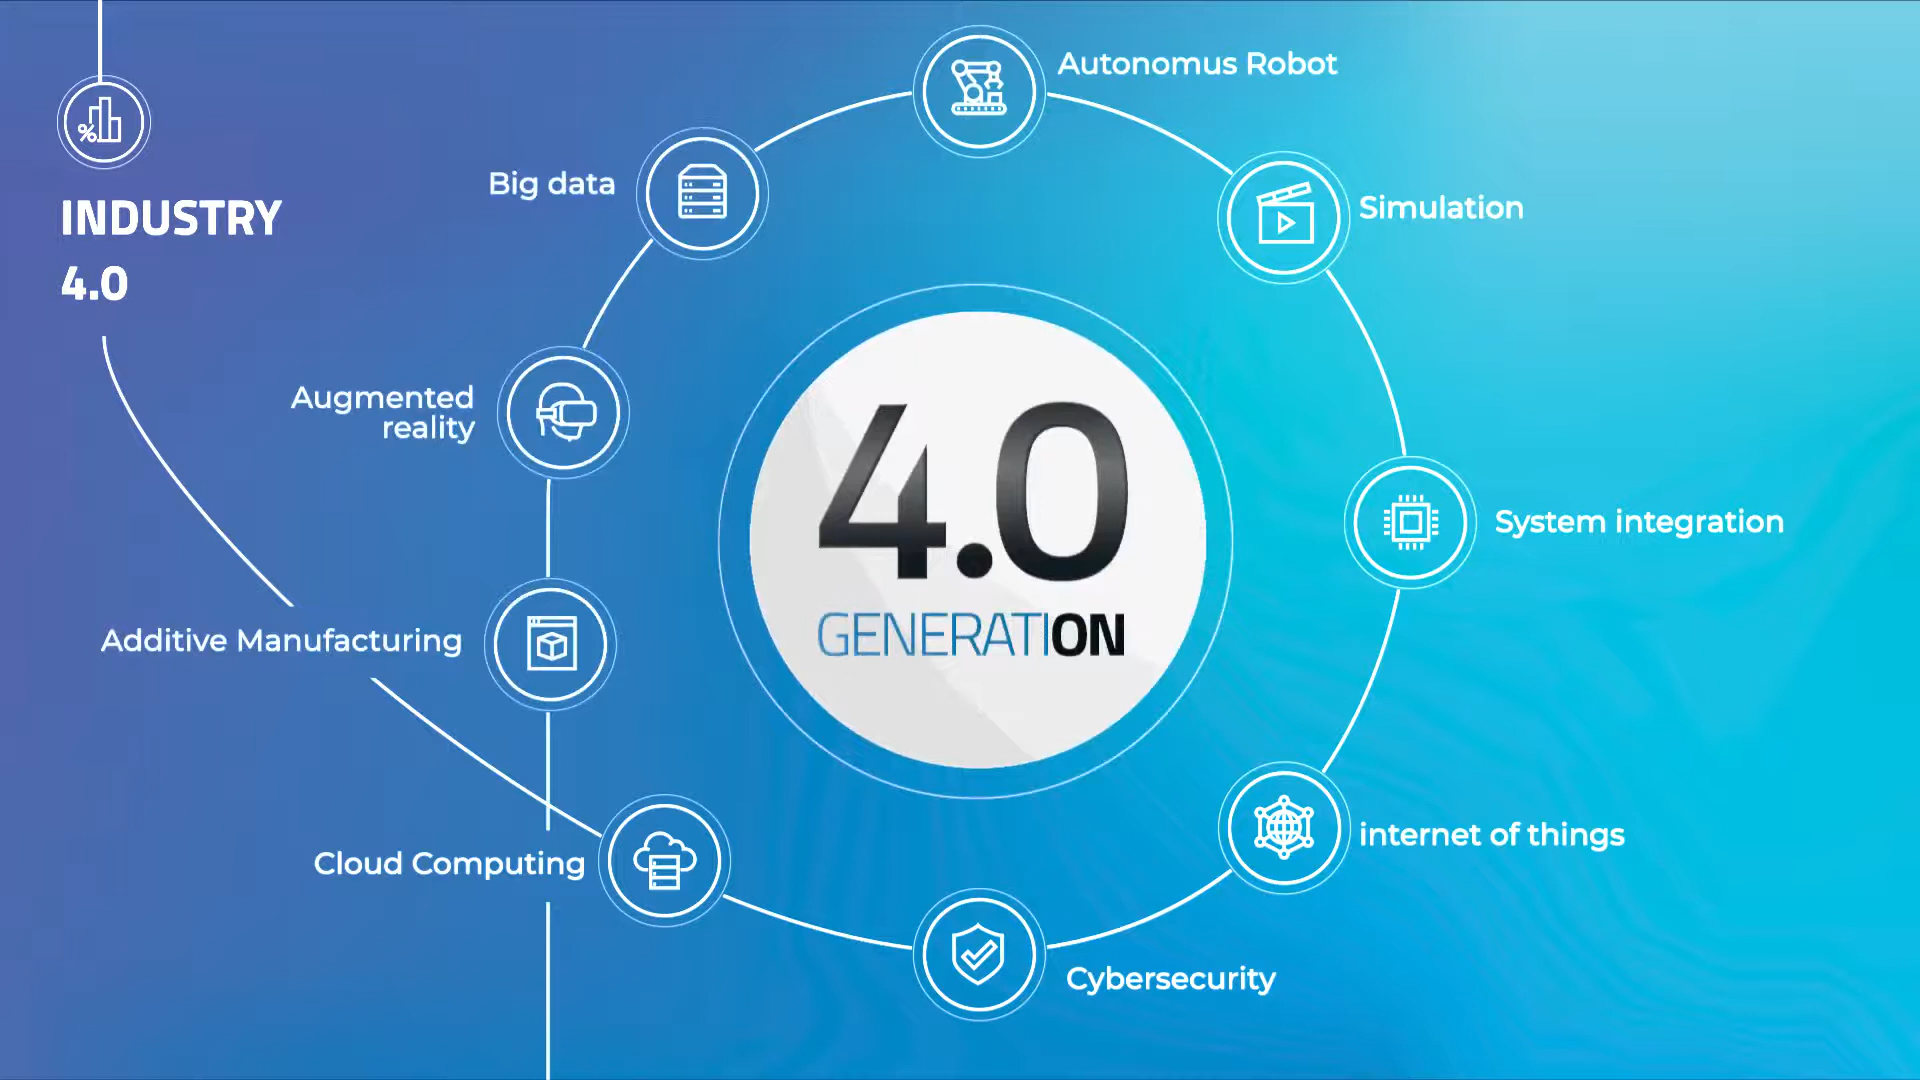 Autonomus Robot
Big data
Simulation
%
INDUSTRY
4.0
Augmented
reality
4.0
GENERATION
System integration
Additive Manufacturing
internet of things
Cloud Computing
Cybersecurity